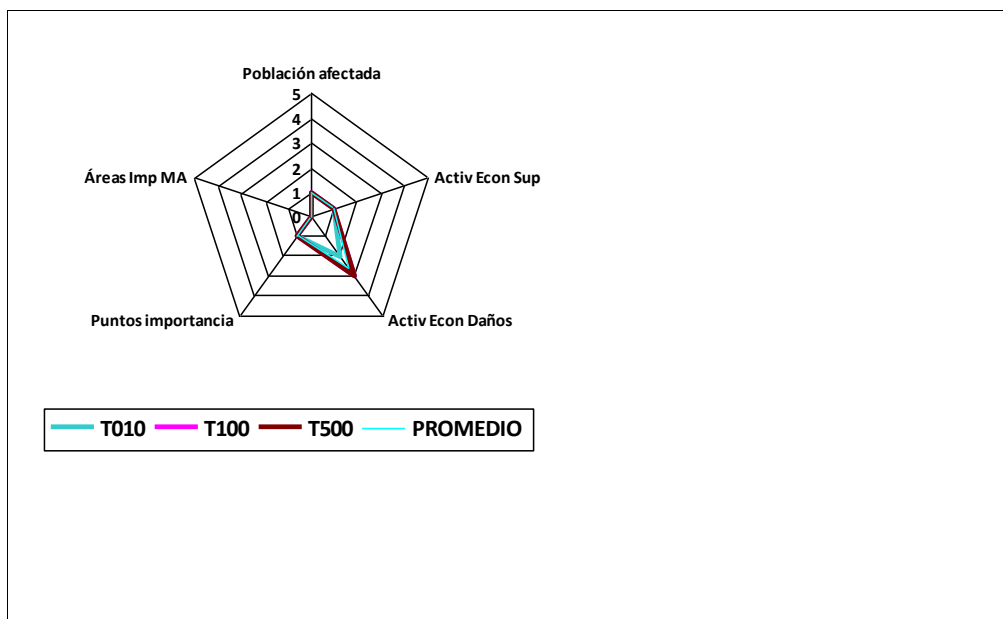 Población afectada
5
4
3
2
1
0
Áreas Imp MA
Activ Econ Sup
Puntos importancia
Activ Econ Daños
T010 T100 T500 PROMEDIO